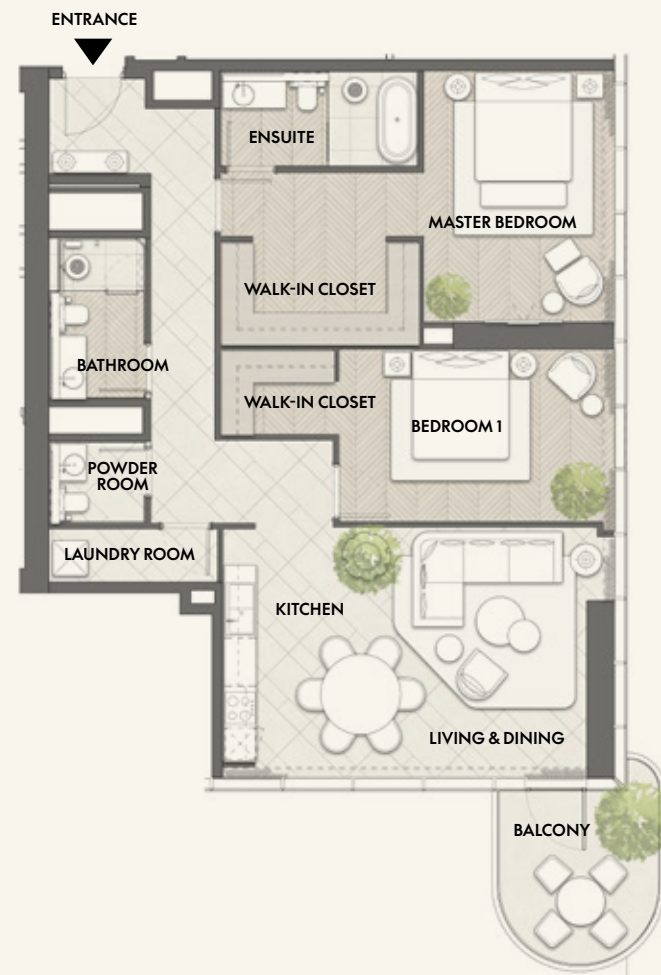 ENTRANCE
ENSUITE
MASTER BEDROOM
WALK-IN CLOSET
BATHROOM
WALK-IN CLOSET
BEDROOM 1
POWDER
ROOM
LAUNDRY ROOM
KITCHEN
LIVING & DINING
BALCONY